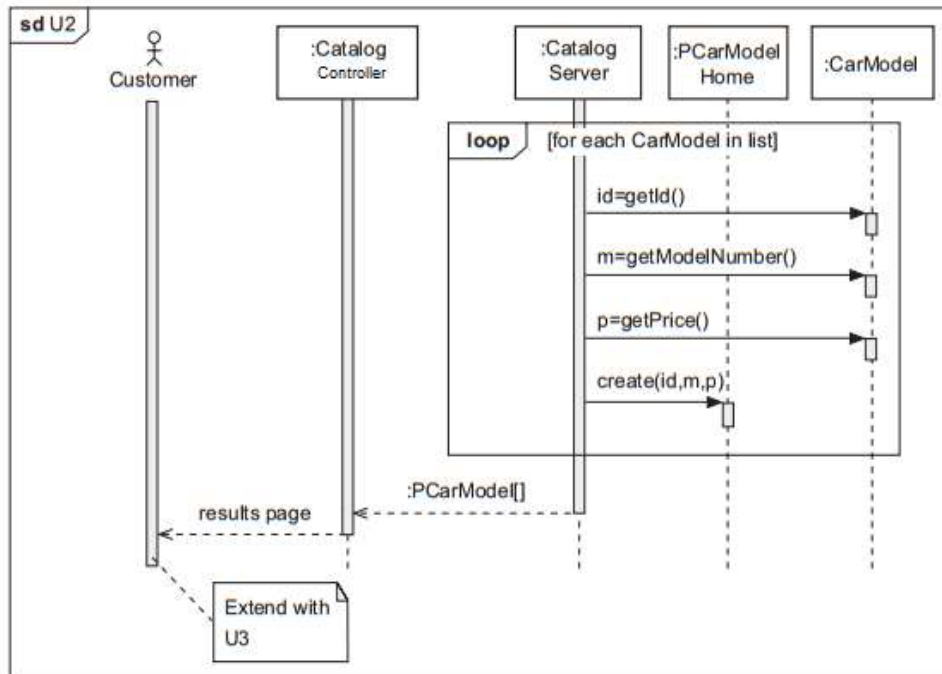 sd U2
Customer
:Catalog
Controller
:Catalog
Server
:PCarModel
Home
:CarModel
loop
[for each CarModel in list]
id=getId()
m=getModelNumber()
p=getPrice()
create(id,m,p)
:PCarModel[]
results page
Extend with
U3